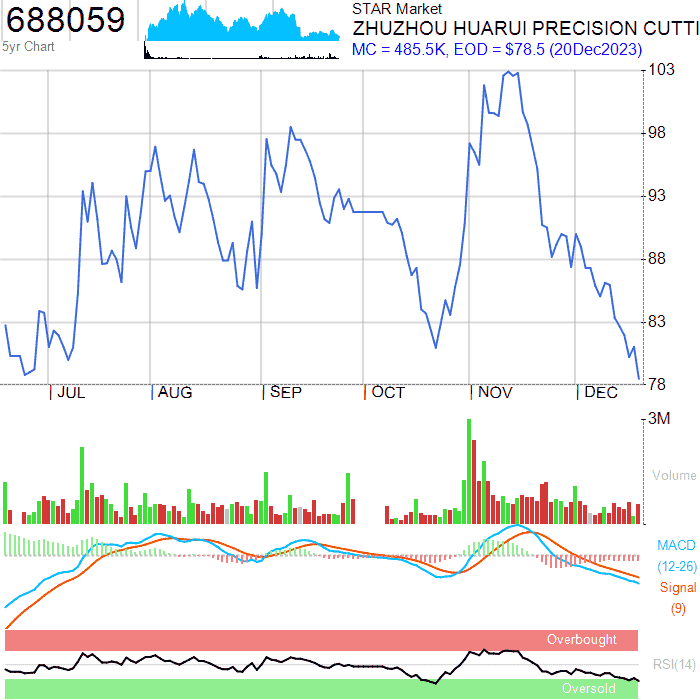 688059
5yr Chart
STAR Market
ZHUZHOU HUARUI PRECISION CUTTI
MC = 485.5K, EOD = $78.5 (20Dec2023)
103
98
93
88
83
78
JUL AUG SEP OCT NOV DEC
3M
Volume
MACD
(12-26)
Signal
(9)
Overbought
RSI(14)
Oversold